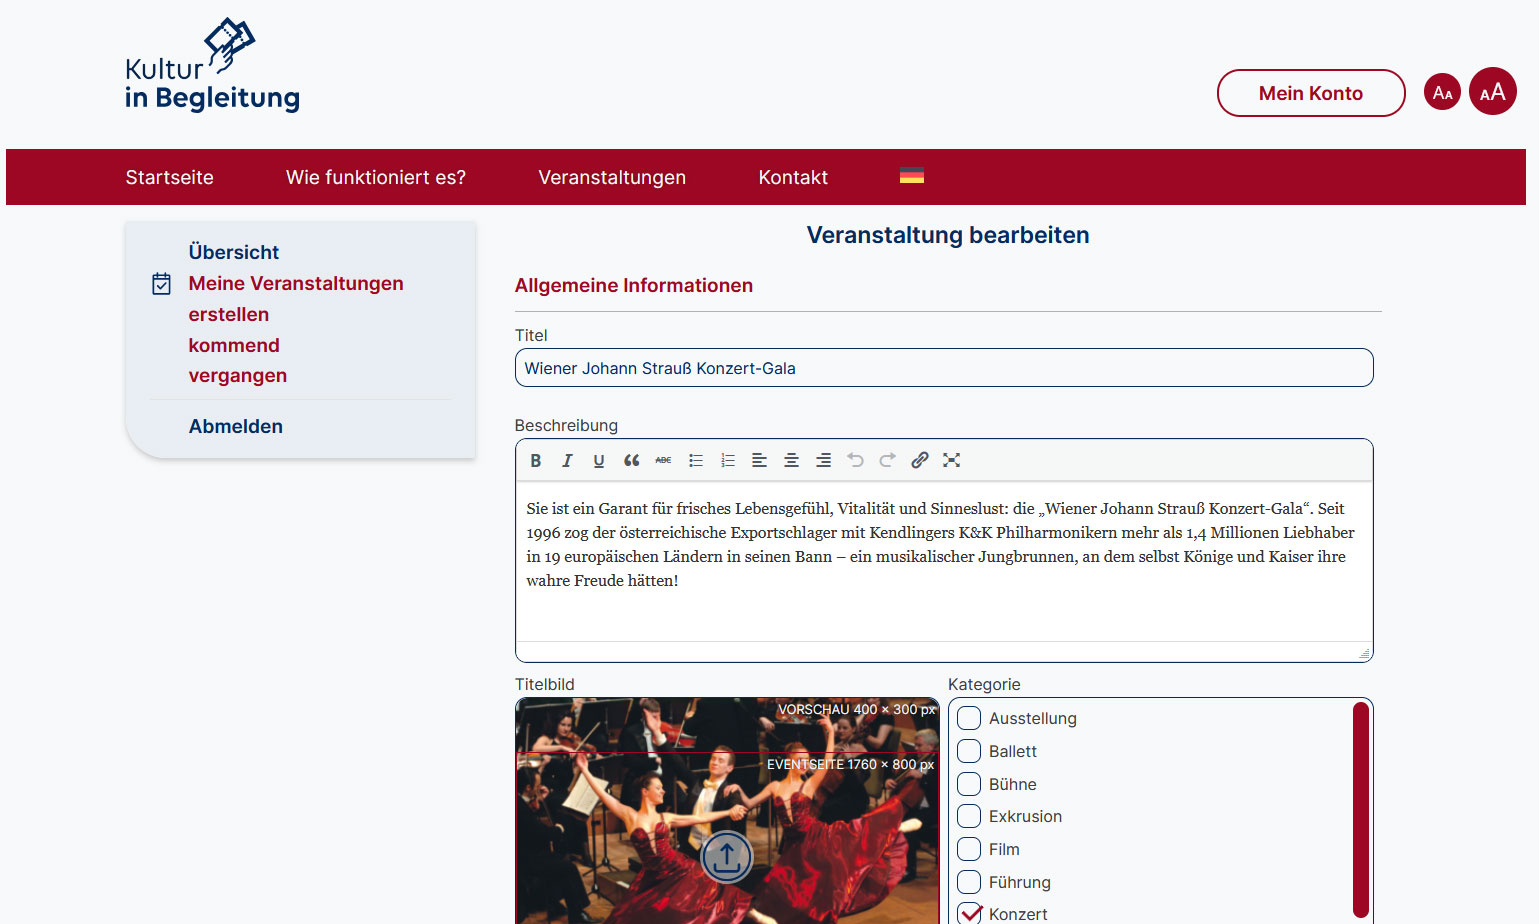 Kultur
in Begleitung
Mein Konto
AA
AA
Startseite
Wie funktioniert es?
Veranstaltungen
Kontakt
Übersicht
Meine Veranstaltungen
erstellen
kommend
vergangen
Abmelden
Veranstaltung bearbeiten
Allgemeine Informationen
Titel
Wiener Johann Strauß Konzert-Gala
Beschreibung
B I U ABC
Sie ist ein Garant für frisches Lebensgefühl, Vitalität und Sinneslust: die „Wiener Johann Strauß Konzert-Gala“. Seit
1996 zog der österreichische Exportschlager mit Kendlingers K&K Philharmonikern mehr als 1,4 Millionen Liebhaber
in 19 europäischen Ländern in seinen Bann – ein musikalischer Jungbrunnen, an dem selbst Könige und Kaiser ihre
wahre Freude hätten!
Titelbild
VORSCHAU 400 × 300 px
EVENTSEITE 1760 × 800 px
Kategorie
Ausstellung
Ballett
Bühne
Exkrusion
Film
Führung
Konzert